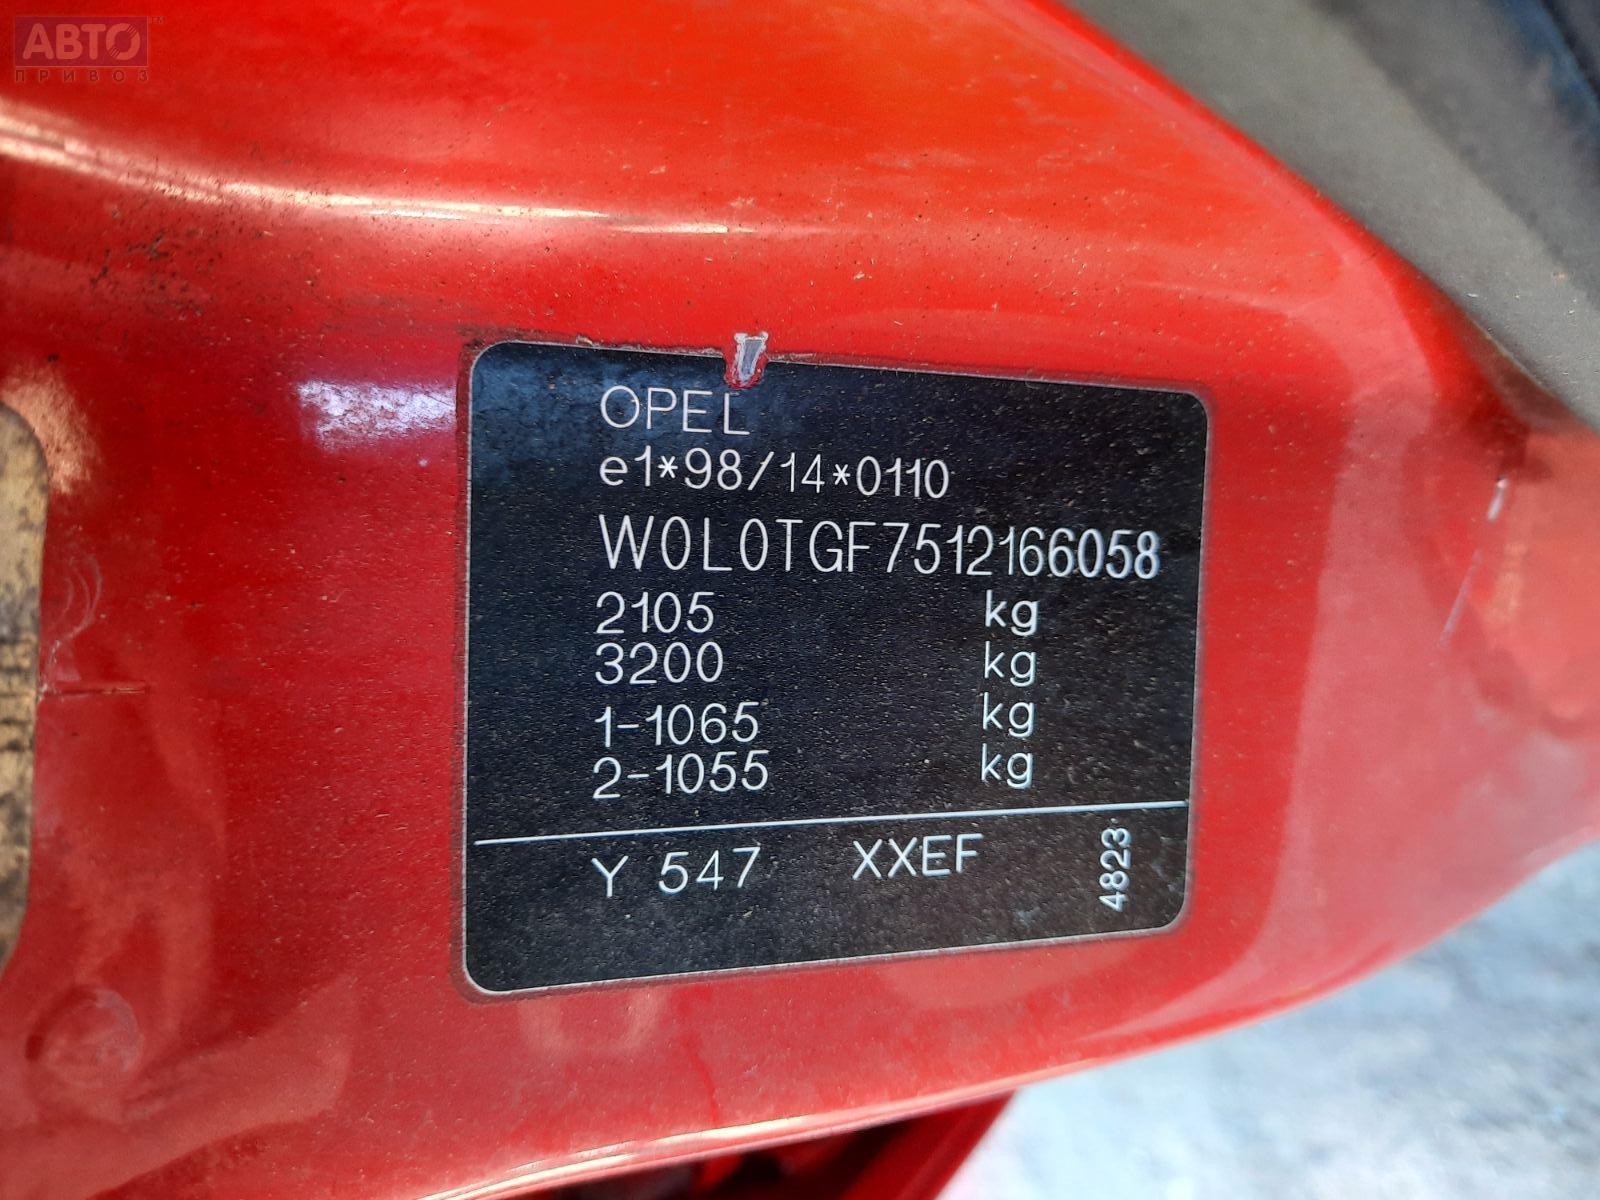 АВТО
ПРИВОЗ
OPEL
e1*98/14*0110
W0L0TGF7512166058
2105 kg
3200 kg
1-1065 kg
2-1055 kg
Y 547 XXEF 4823